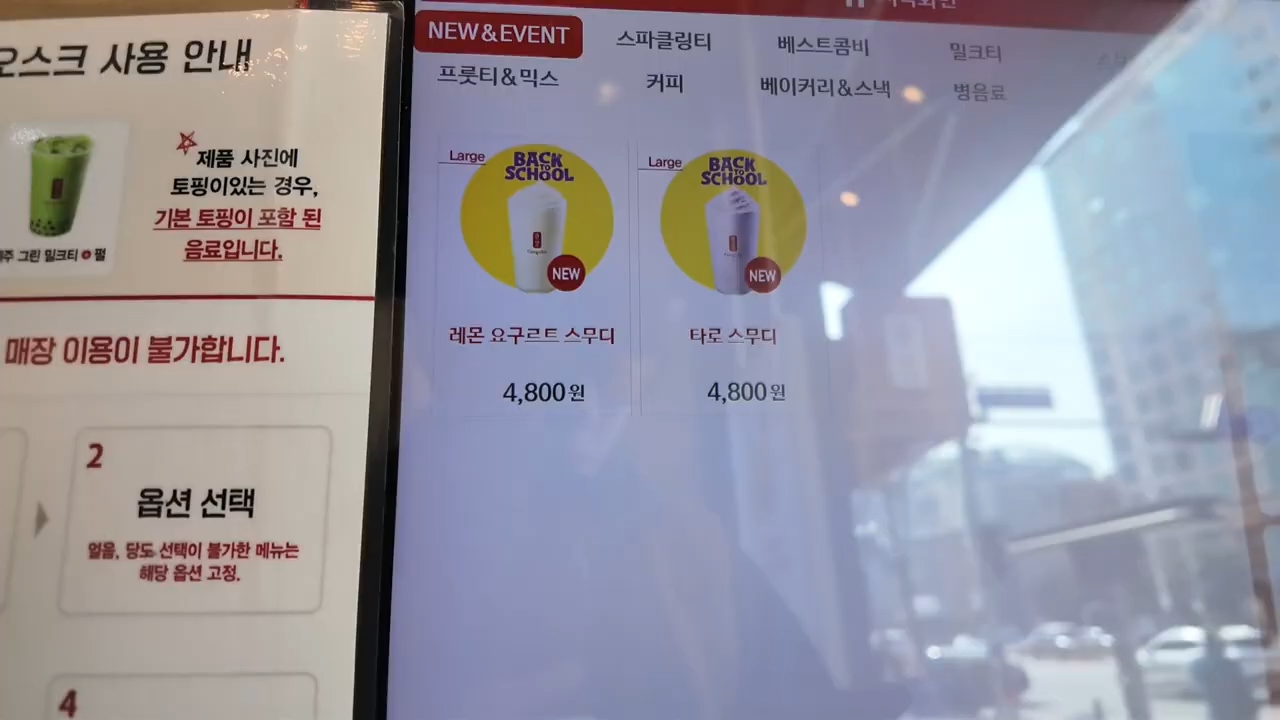 오스크 사용 안내
제품 사진에
토핑이있는 경우,
기본 토핑이 포함 된
음료입니다.
그린 밀크티 펄
매장 이용이 불가합니다.
2
옵션 선택
얼음, 당도 선택이 불가한 메뉴는
해당 옵션 고정.
4
NEW&EVENT
스파클링티
베스트콤비
밀크티
프룻티&믹스
커피
베이커리&스낵
병음료
Large
BACK
TO
SCHOOL
NEW
레몬 요구르트 스무디
4,800원
Large
BACK
TO
SCHOOL
NEW
타로 스무디
4,800원